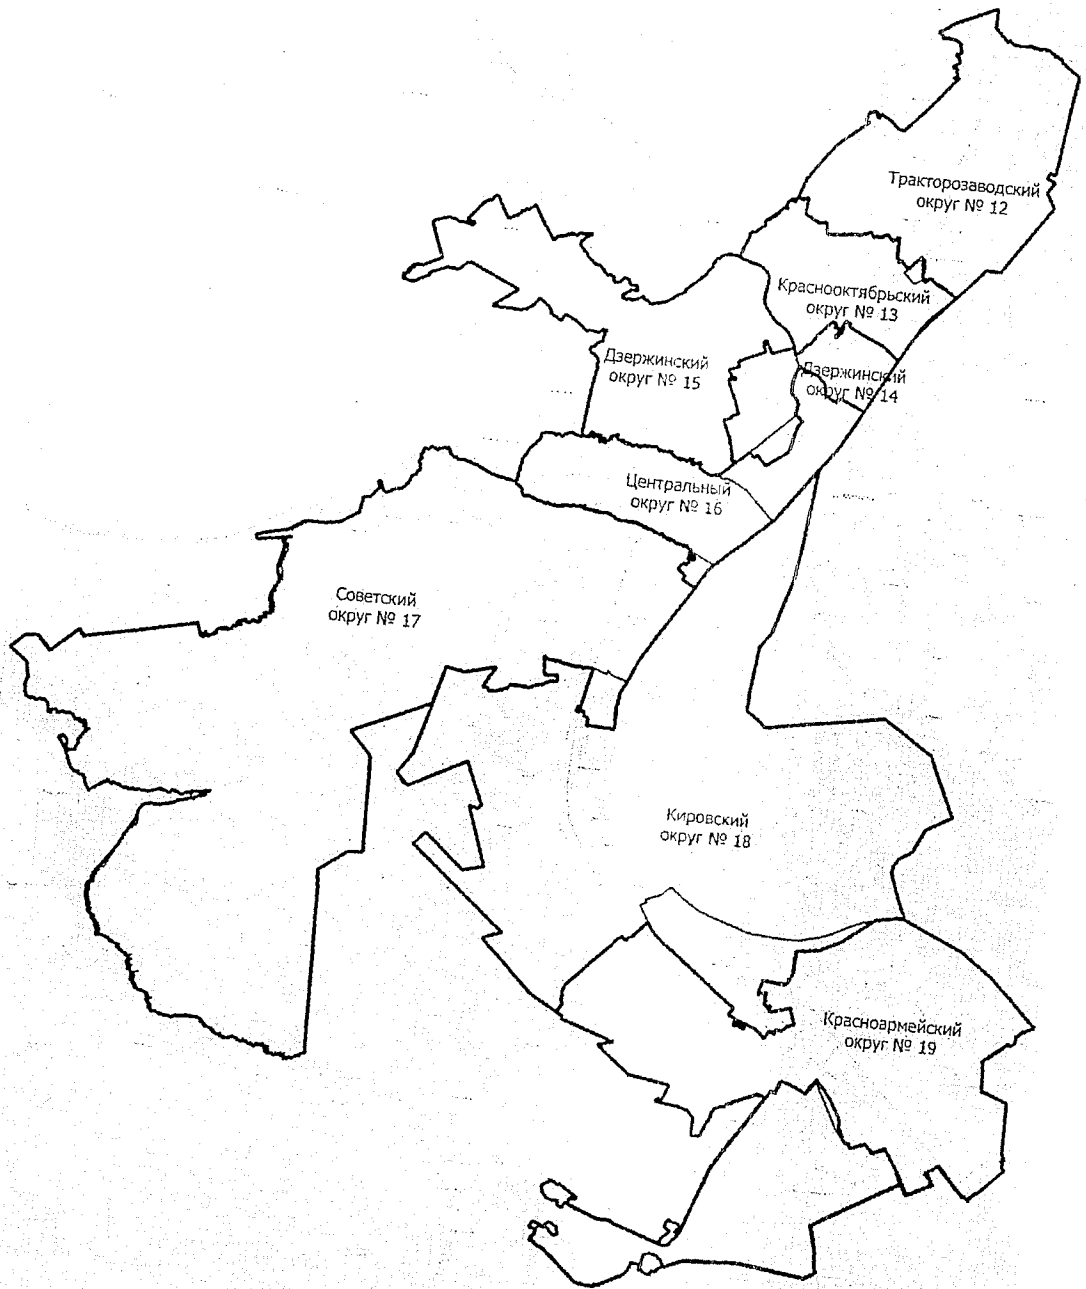 Тракторозаводский
округ № 12
Краснооктябрьский
округ № 13
Дзержинский
округ № 15
Дзержинский
округ № 14
Центральный
округ № 16
Советский
округ № 17
Кировский
округ № 18
Красноармейский
округ № 19